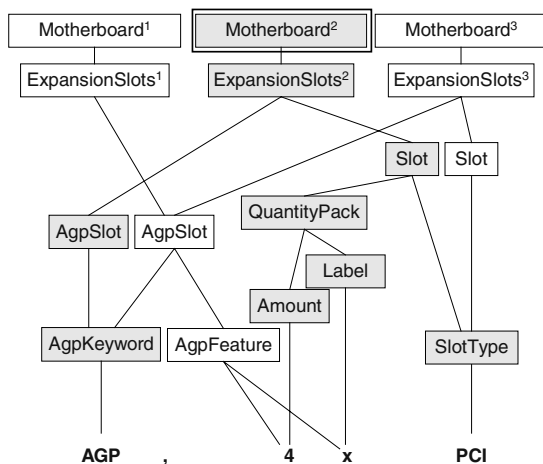 Motherboard¹ Motherboard² Motherboard³
ExpansionSlots¹ ExpansionSlots² ExpansionSlots³
Slot Slot
QuantityPack
AgpSlot AgpSlot
Label
Amount
AgpKeyword AgpFeature SlotType
AGP , 4 x PCI